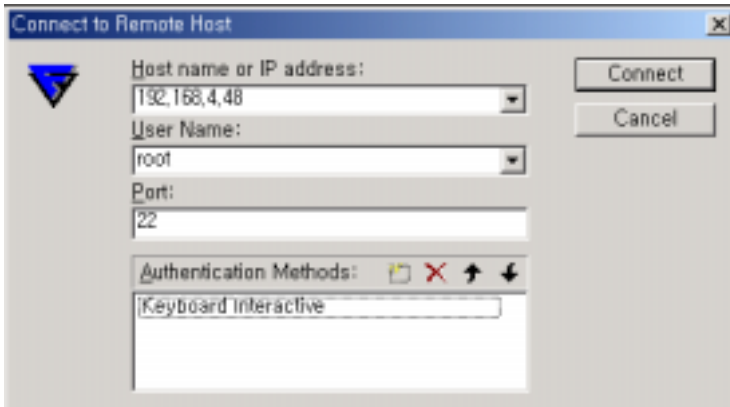 Connect to Remote Host
Host name or IP address:
192,168,4,48
Connect
User Name:
Cancel
root
Port:
22
Authentication Methods:
Keyboard Interactive